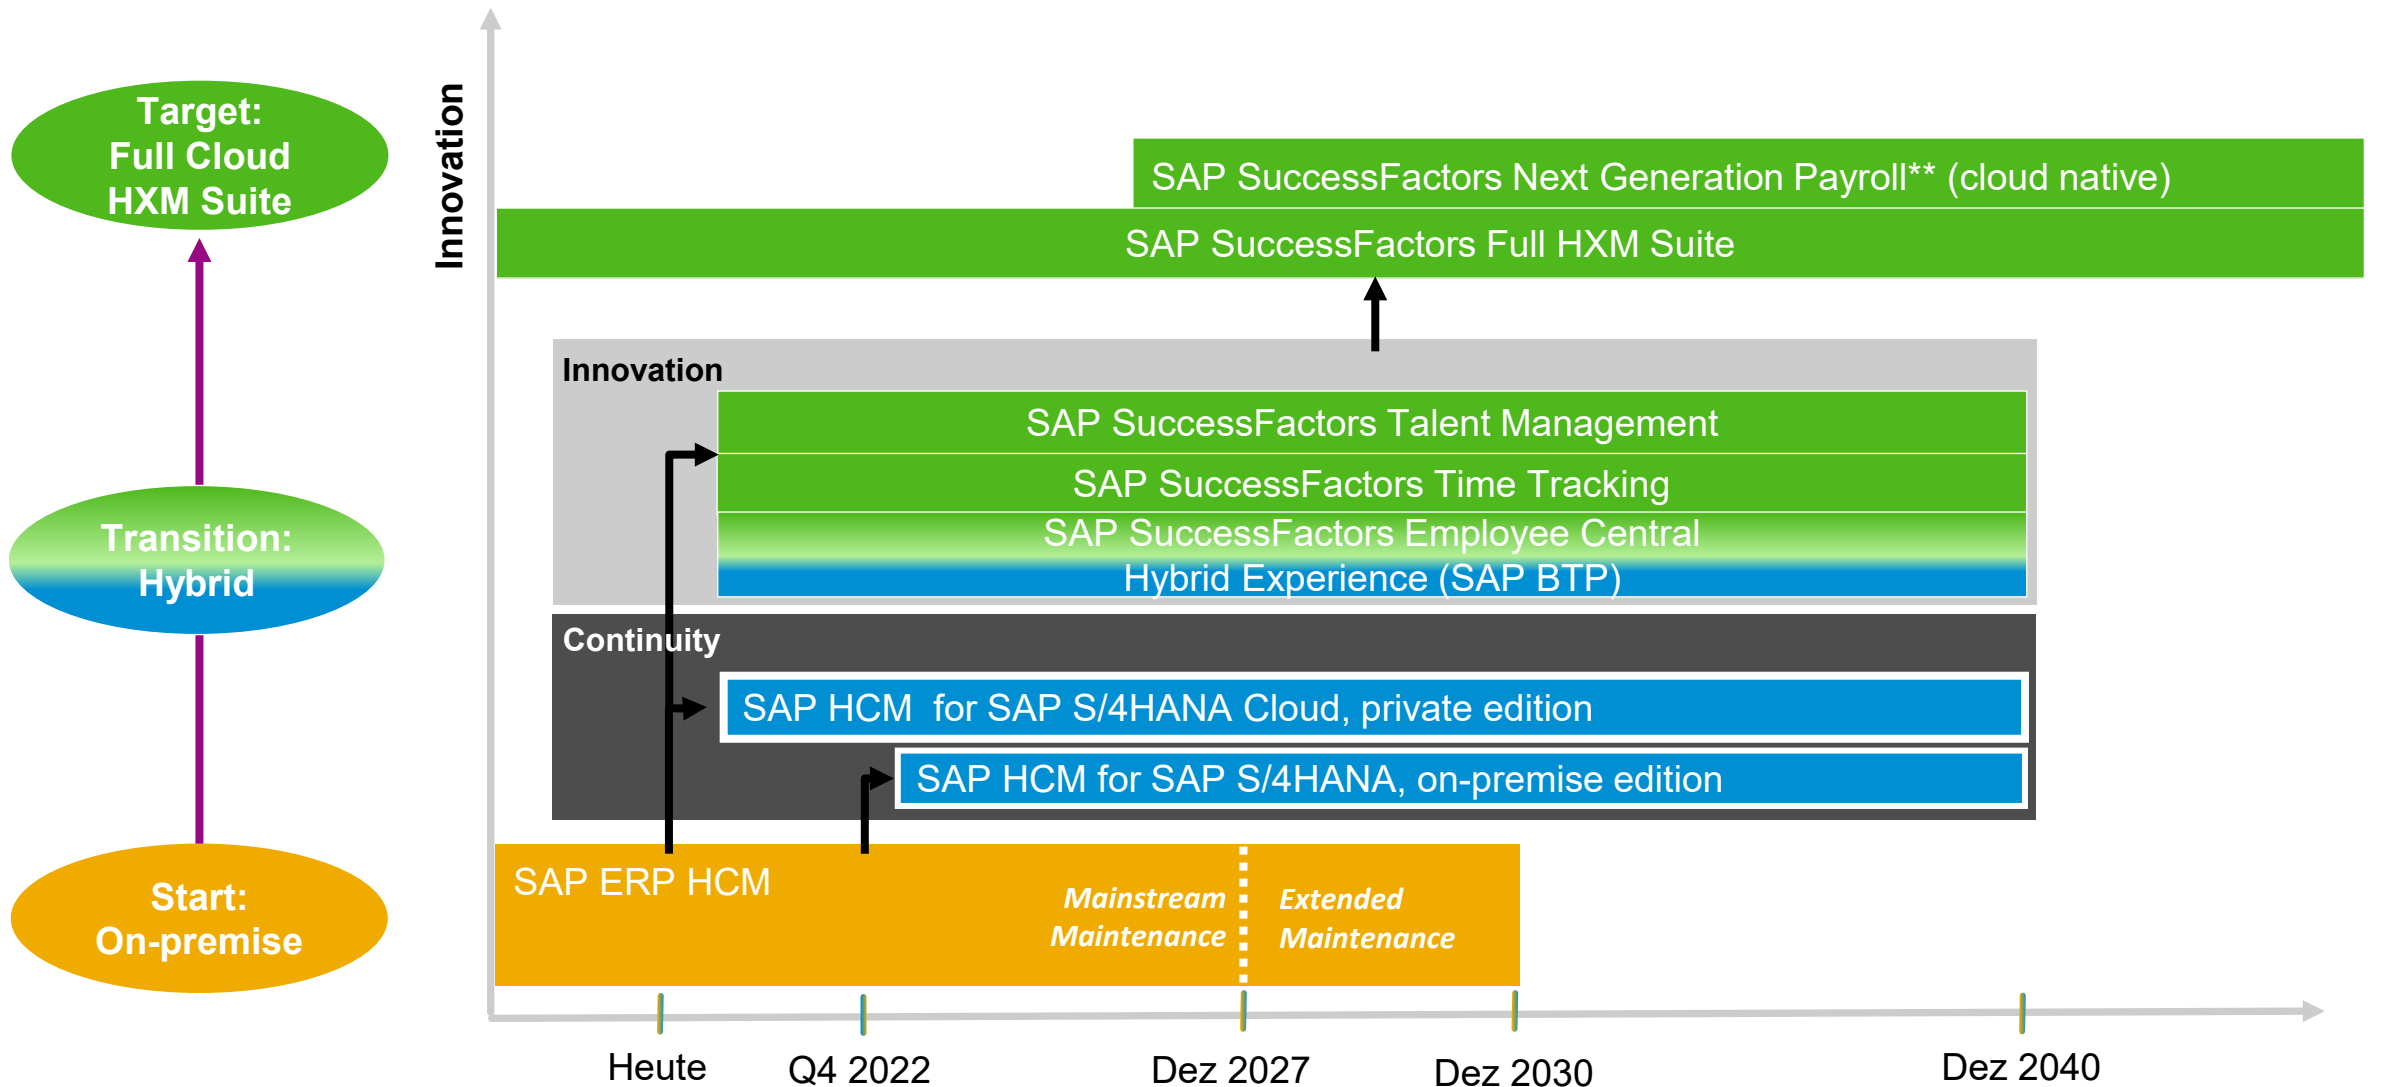 Target:
Full Cloud
HXM Suite
Transition:
Hybrid
Start:
On-premise
Innovation
SAP SuccessFactors Next Generation Payroll** (cloud native)
SAP SuccessFactors Full HXM Suite
Innovation
SAP SuccessFactors Talent Management
SAP SuccessFactors Time Tracking
SAP SuccessFactors Employee Central
Hybrid Experience (SAP BTP)
Continuity
SAP HCM  for SAP S/4HANA Cloud, private edition
SAP HCM for SAP S/4HANA, on-premise edition
SAP ERP HCM
Mainstream
Maintenance
Extended
Maintenance
Heute
Q4 2022
Dez 2027
Dez 2030
Dez 2040